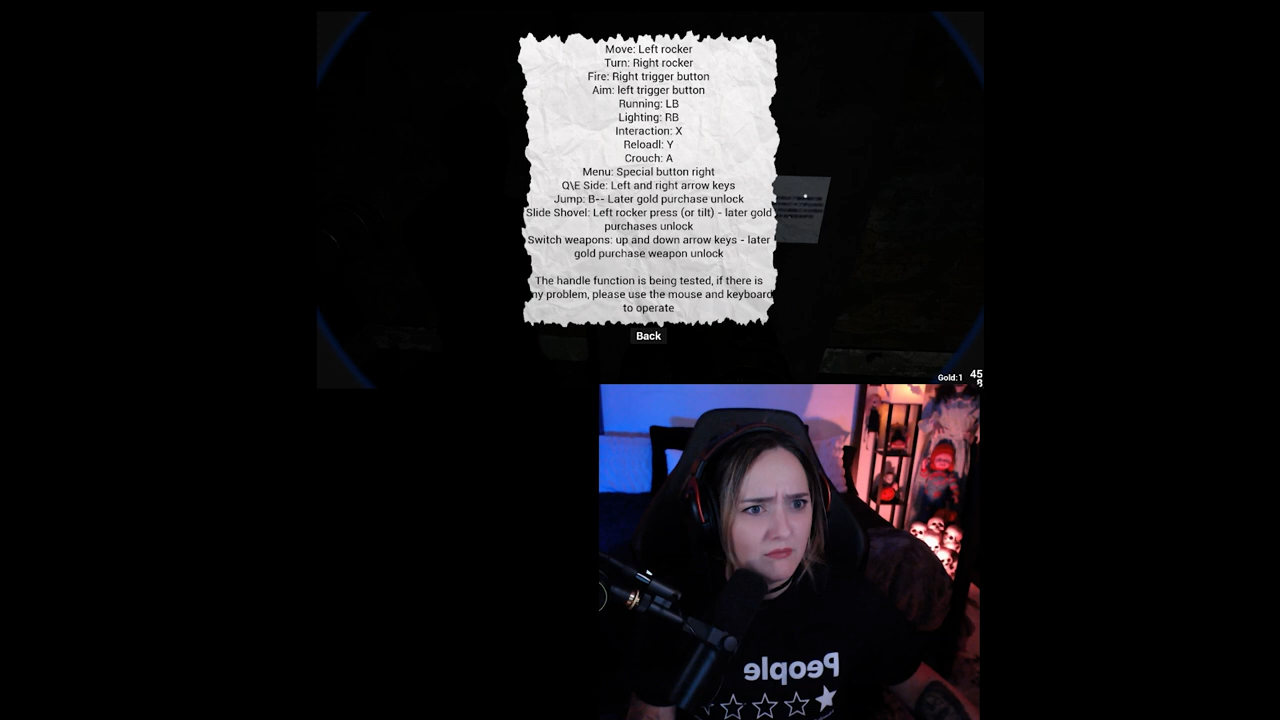 Move: Left rocker
Turn: Right rocker
Fire: Right trigger button
Aim: left trigger button
Running: LB
Lighting: RB
Interaction: X
Reloadl: Y
Crouch: A
Menu: Special button right
Q\E Side: Left and right arrow keys
Jump: B-- Later gold purchase unlock
Slide Shovel: Left rocker press (or tilt) - later gold
purchases unlock
Switch weapons: up and down arrow keys - later
gold purchase weapon unlock
The handle function is being tested, if there is
problem, please use the mouse and keyboard
to operate
Back
Gold:1
45
8
People